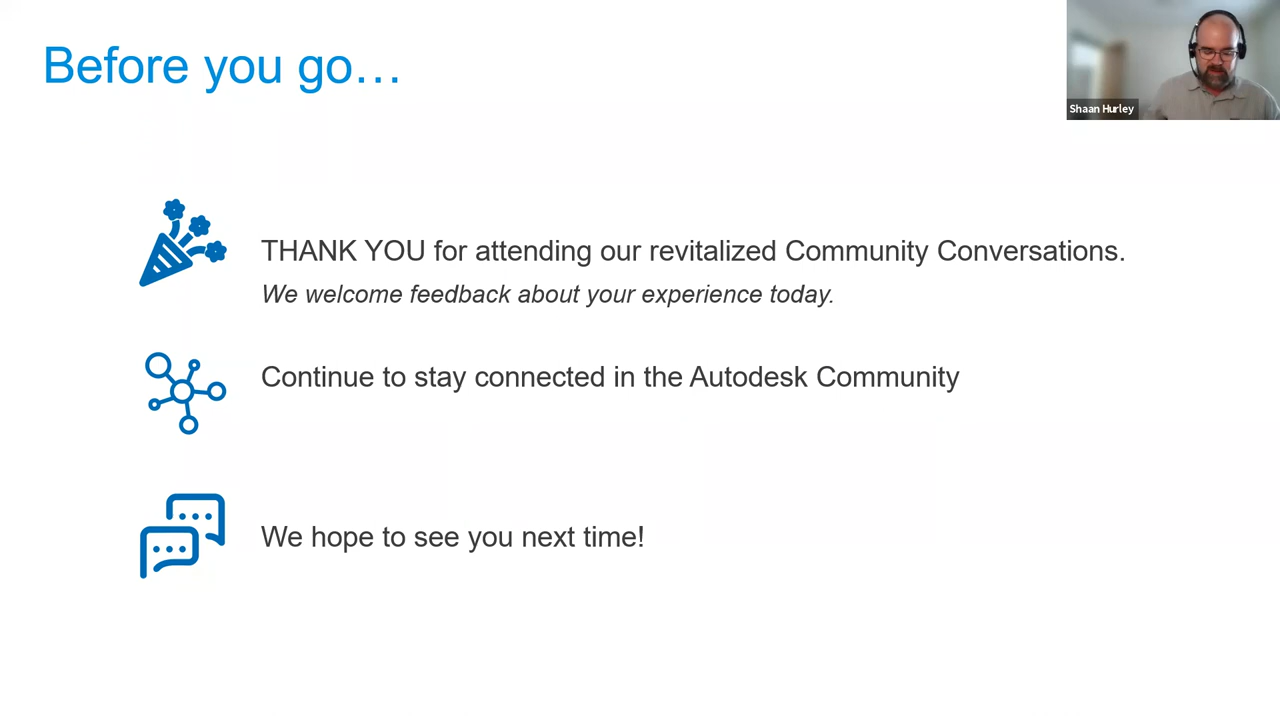 Before you go…
Shaan Hurley
THANK YOU for attending our revitalized Community Conversations.
We welcome feedback about your experience today.
Continue to stay connected in the Autodesk Community
We hope to see you next time!